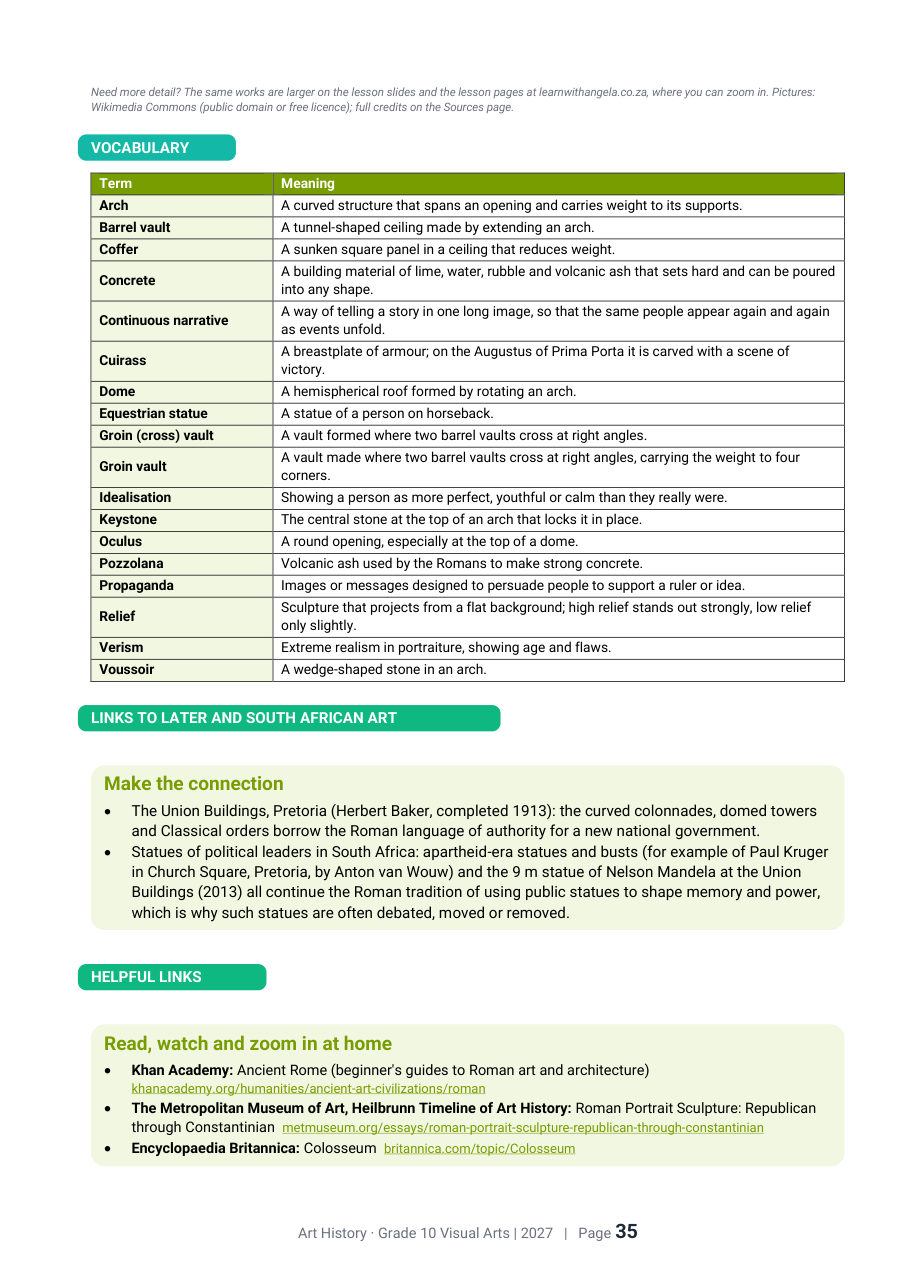 Need more detail? The same works are larger on the lesson slides and the lesson pages at learnwithangela.co.za, where you can zoom in. Pictures:
Wikimedia Commons (public domain or free licence); full credits on the Sources page.
VOCABULARY
Term Meaning
Arch A curved structure that spans an opening and carries weight to its supports.
Barrel vault A tunnel-shaped ceiling made by extending an arch.
Coffer A sunken square panel in a ceiling that reduces weight.
Concrete A building material of lime, water, rubble and volcanic ash that sets hard and can be poured
into any shape.
Continuous narrative A way of telling a story in one long image, so that the same people appear again and again
as events unfold.
Cuirass A breastplate of armour; on the Augustus of Prima Porta it is carved with a scene of
victory.
Dome A hemispherical roof formed by rotating an arch.
Equestrian statue A statue of a person on horseback.
Groin (cross) vault A vault formed where two barrel vaults cross at right angles.
Groin vault A vault made where two barrel vaults cross at right angles, carrying the weight to four
corners.
Idealisation Showing a person as more perfect, youthful or calm than they really were.
Keystone The central stone at the top of an arch that locks it in place.
Oculus A round opening, especially at the top of a dome.
Pozzolana Volcanic ash used by the Romans to make strong concrete.
Propaganda Images or messages designed to persuade people to support a ruler or idea.
Relief Sculpture that projects from a flat background; high relief stands out strongly, low relief
only slightly.
Verism Extreme realism in portraiture, showing age and flaws.
Voussoir A wedge-shaped stone in an arch.
LINKS TO LATER AND SOUTH AFRICAN ART
Make the connection
• The Union Buildings, Pretoria (Herbert Baker, completed 1913): the curved colonnades, domed towers
and Classical orders borrow the Roman language of authority for a new national government.
• Statues of political leaders in South Africa: apartheid-era statues and busts (for example of Paul Kruger
in Church Square, Pretoria, by Anton van Wouw) and the 9 m statue of Nelson Mandela at the Union
Buildings (2013) all continue the Roman tradition of using public statues to shape memory and power,
which is why such statues are often debated, moved or removed.
HELPFUL LINKS
Read, watch and zoom in at home
• Khan Academy: Ancient Rome (beginner's guides to Roman art and architecture)
khanacademy.org/humanities/ancient-art-civilizations/roman
• The Metropolitan Museum of Art, Heilbrunn Timeline of Art History: Roman Portrait Sculpture: Republican
through Constantinian metmuseum.org/essays/roman-portrait-sculpture-republican-through-constantinian
• Encyclopaedia Britannica: Colosseum britannica.com/topic/Colosseum
Art History · Grade 10 Visual Arts | 2027 | Page 35